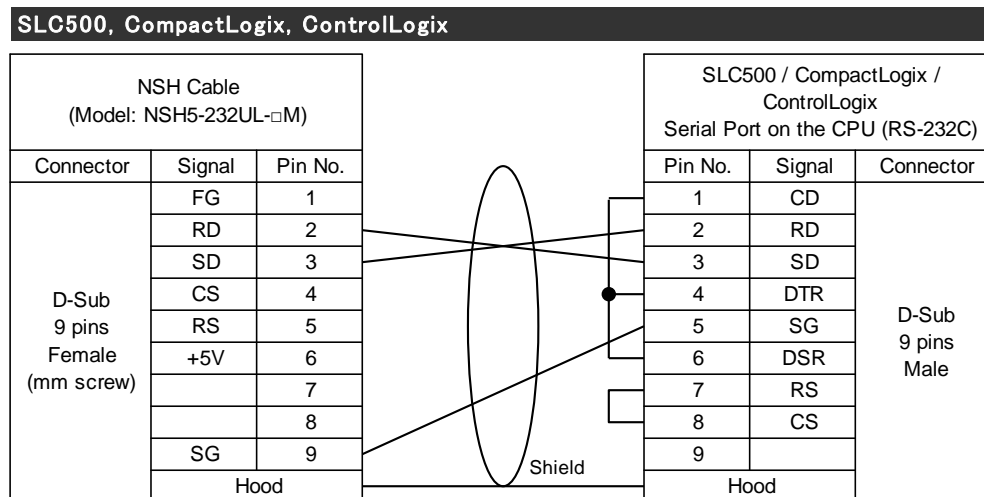 SLC500, CompactLogix, ControlLogix
NSH Cable
(Model: NSH5-232UL-□M)
SLC500 / CompactLogix /
ControlLogix
Serial Port on the CPU (RS-232C)
Connector Signal Pin No. Pin No. Signal Connector
FG 1 1 CD
RD 2 2 RD
SD 3 3 SD
CS 4 4 DTR
RS 5 5 SG
+5V 6 6 DSR
7 7 RS
8 8 CS
SG 9 9
D-Sub
9 pins
Female
(mm screw)
D-Sub
9 pins
Male
Shield
Hood Hood